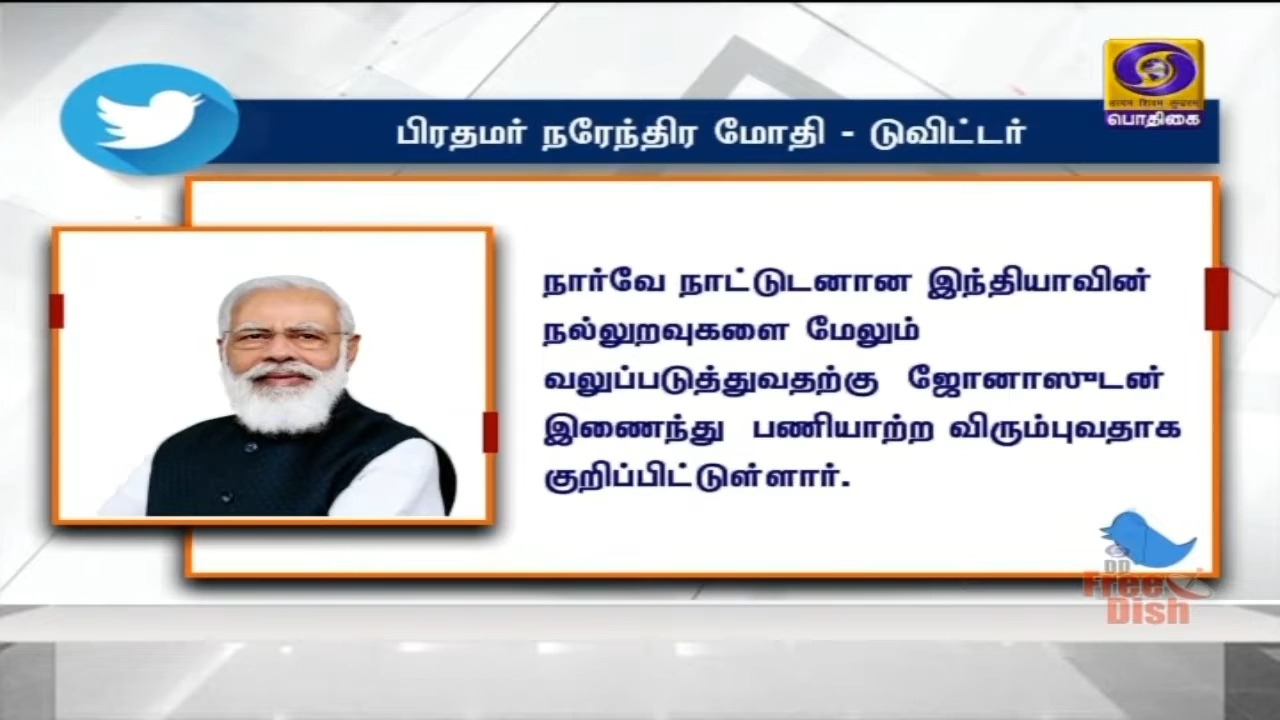 பிரதமர் நரேந்திர மோதி - டுவிட்டர்
பொதிகை
நார்வே நாட்டுடனான இந்தியாவின்
நல்லுறவுகளை மேலும்
வலுப்படுத்துவதற்கு ஜோனாஸுடன்
இணைந்து பணியாற்ற விரும்புவதாக
குறிப்பிட்டுள்ளார்.
DD
Free
Dish